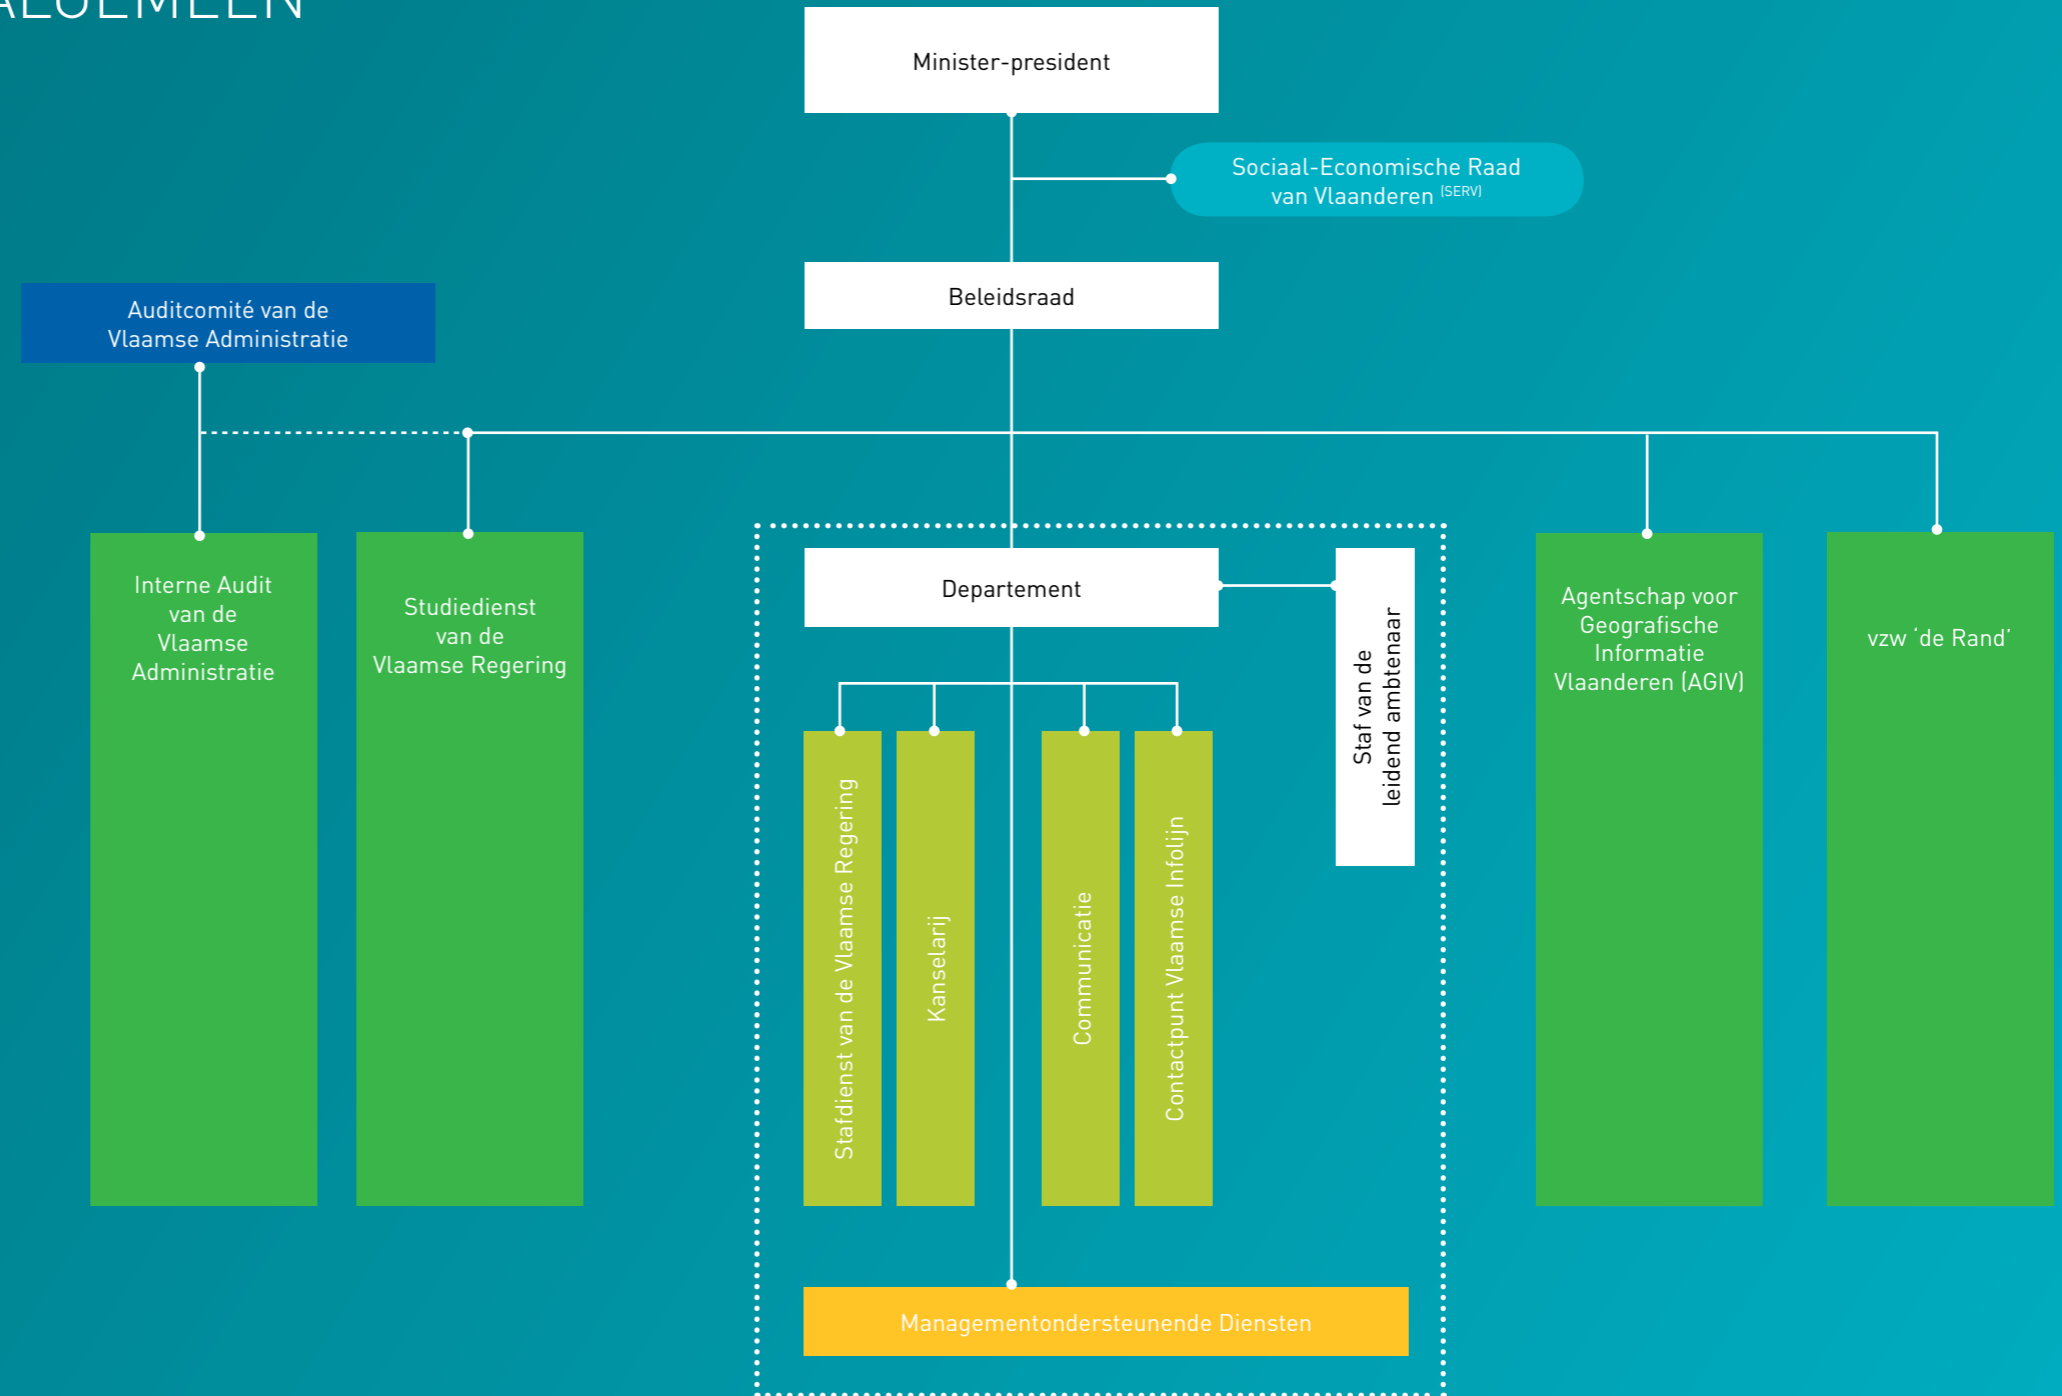 ALGEMEEN
Minister-president
Sociaal-Economische Raad
van Vlaanderen (SERV)
Beleidsraad
Auditcomité van de
Vlaamse Administratie
Interne Audit
van de
Vlaamse
Administratie
Studiedienst
van de
Vlaamse Regering
Departement
Staf van de
leidend ambtenaar
Agentschap voor
Geografische
Informatie
Vlaanderen (AGIV)
vzw ‘de Rand’
Stafdienst van de Vlaamse Regering
Kanselarij
Communicatie
Contactpunt Vlaamse Infolijn
Managementondersteunende Diensten